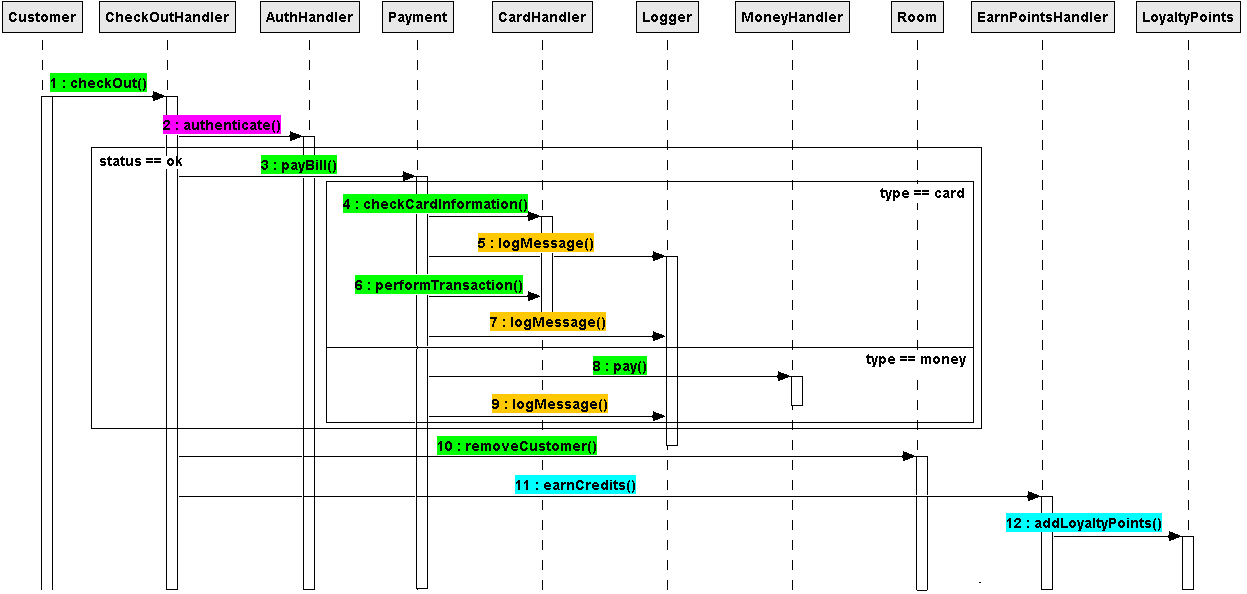 Customer
CheckOutHandler
AuthHandler
Payment
CardHandler
Logger
MoneyHandler
Room
EarnPointsHandler
LoyaltyPoints
1 : checkOut()
2 : authenticate()
status == ok
3 : payBill()
type == card
4 : checkCardInformation()
5 : logMessage()
6 : performTransaction()
7 : logMessage()
type == money
8 : pay()
9 : logMessage()
10 : removeCustomer()
11 : earnCredits()
12 : addLoyaltyPoints()